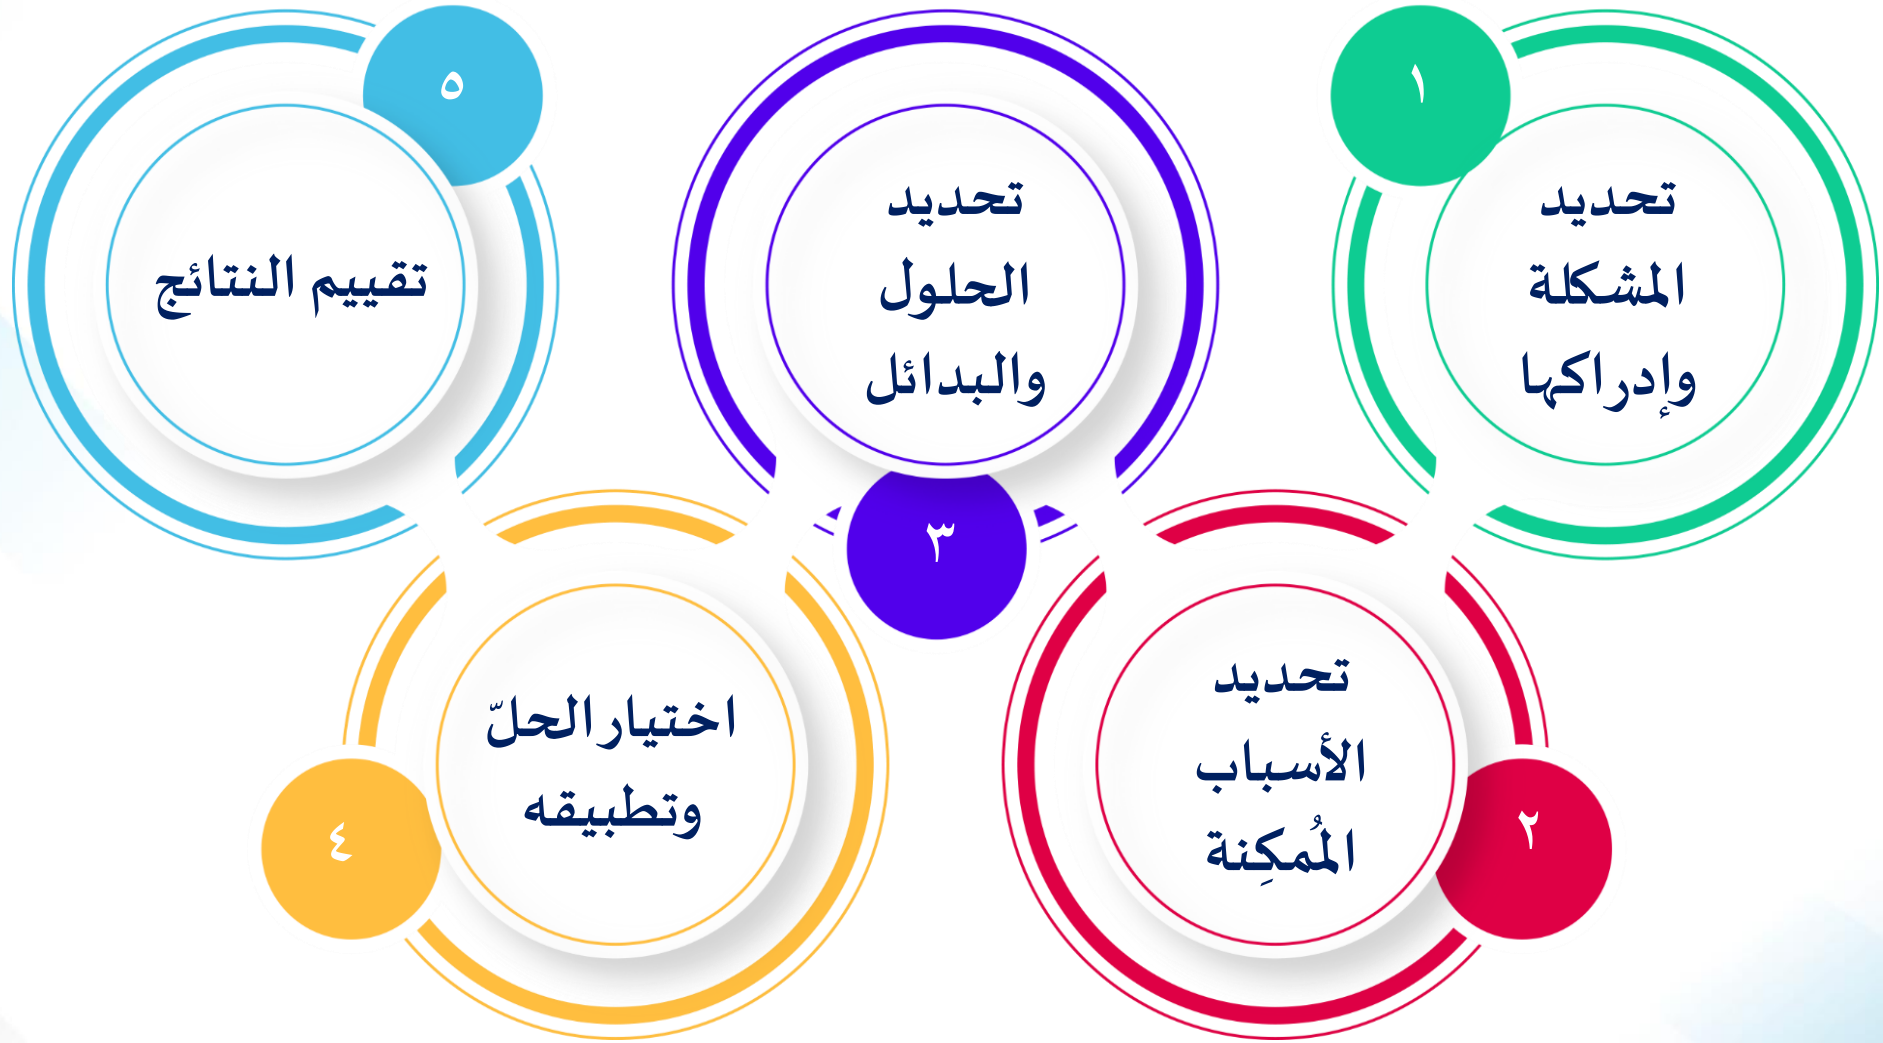 ١
تحديد
المشكلة
وإدراكها
٢
تحديد
الأسباب
المُمكِنة
٣
تحديد
الحلول
والبدائل
٤
اختيار الحلّ
وتطبيقه
٥
تقييم النتائج